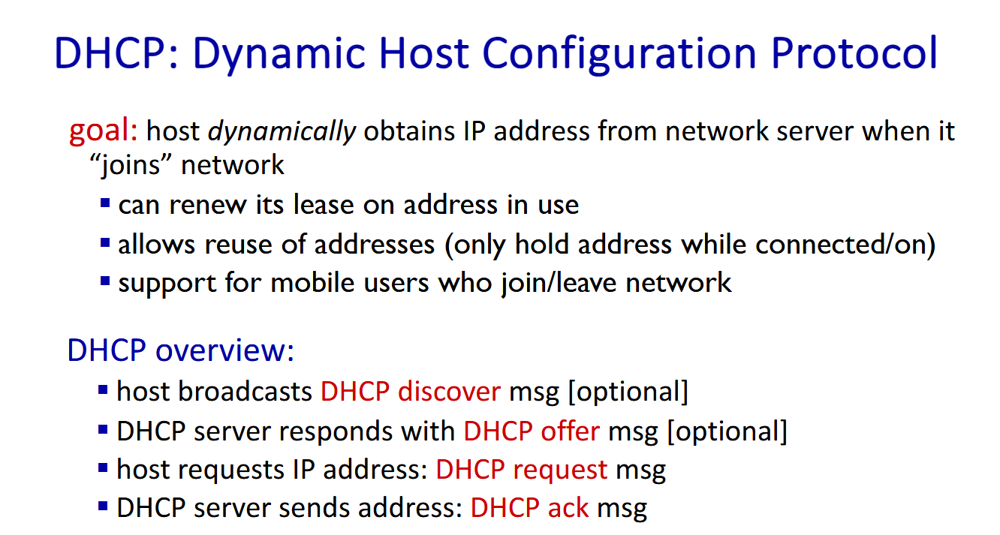 DHCP: Dynamic Host Configuration Protocol
goal: host dynamically obtains IP address from network server when it
“joins” network
▪ can renew its lease on address in use
▪ allows reuse of addresses (only hold address while connected/on)
▪ support for mobile users who join/leave network
DHCP overview:
▪ host broadcasts DHCP discover msg [optional]
▪ DHCP server responds with DHCP offer msg [optional]
▪ host requests IP address: DHCP request msg
▪ DHCP server sends address: DHCP ack msg